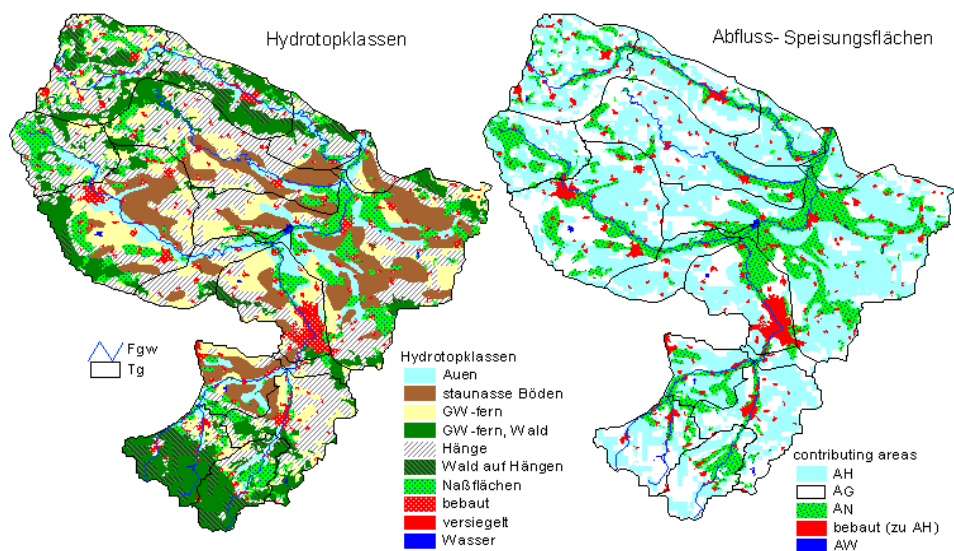 Hydrotopklassen
Abfluss-Speisungsflächen
Fgw
Tg
Hydrotopklassen
Auen
staunasse Böden
GW-fern
GW-fern, Wald
Hänge
Wald auf Hängen
Naßflächen
bebaut
versiegelt
Wasser
contributing areas
AH
AG
AN
bebaut (zu AH)
AW